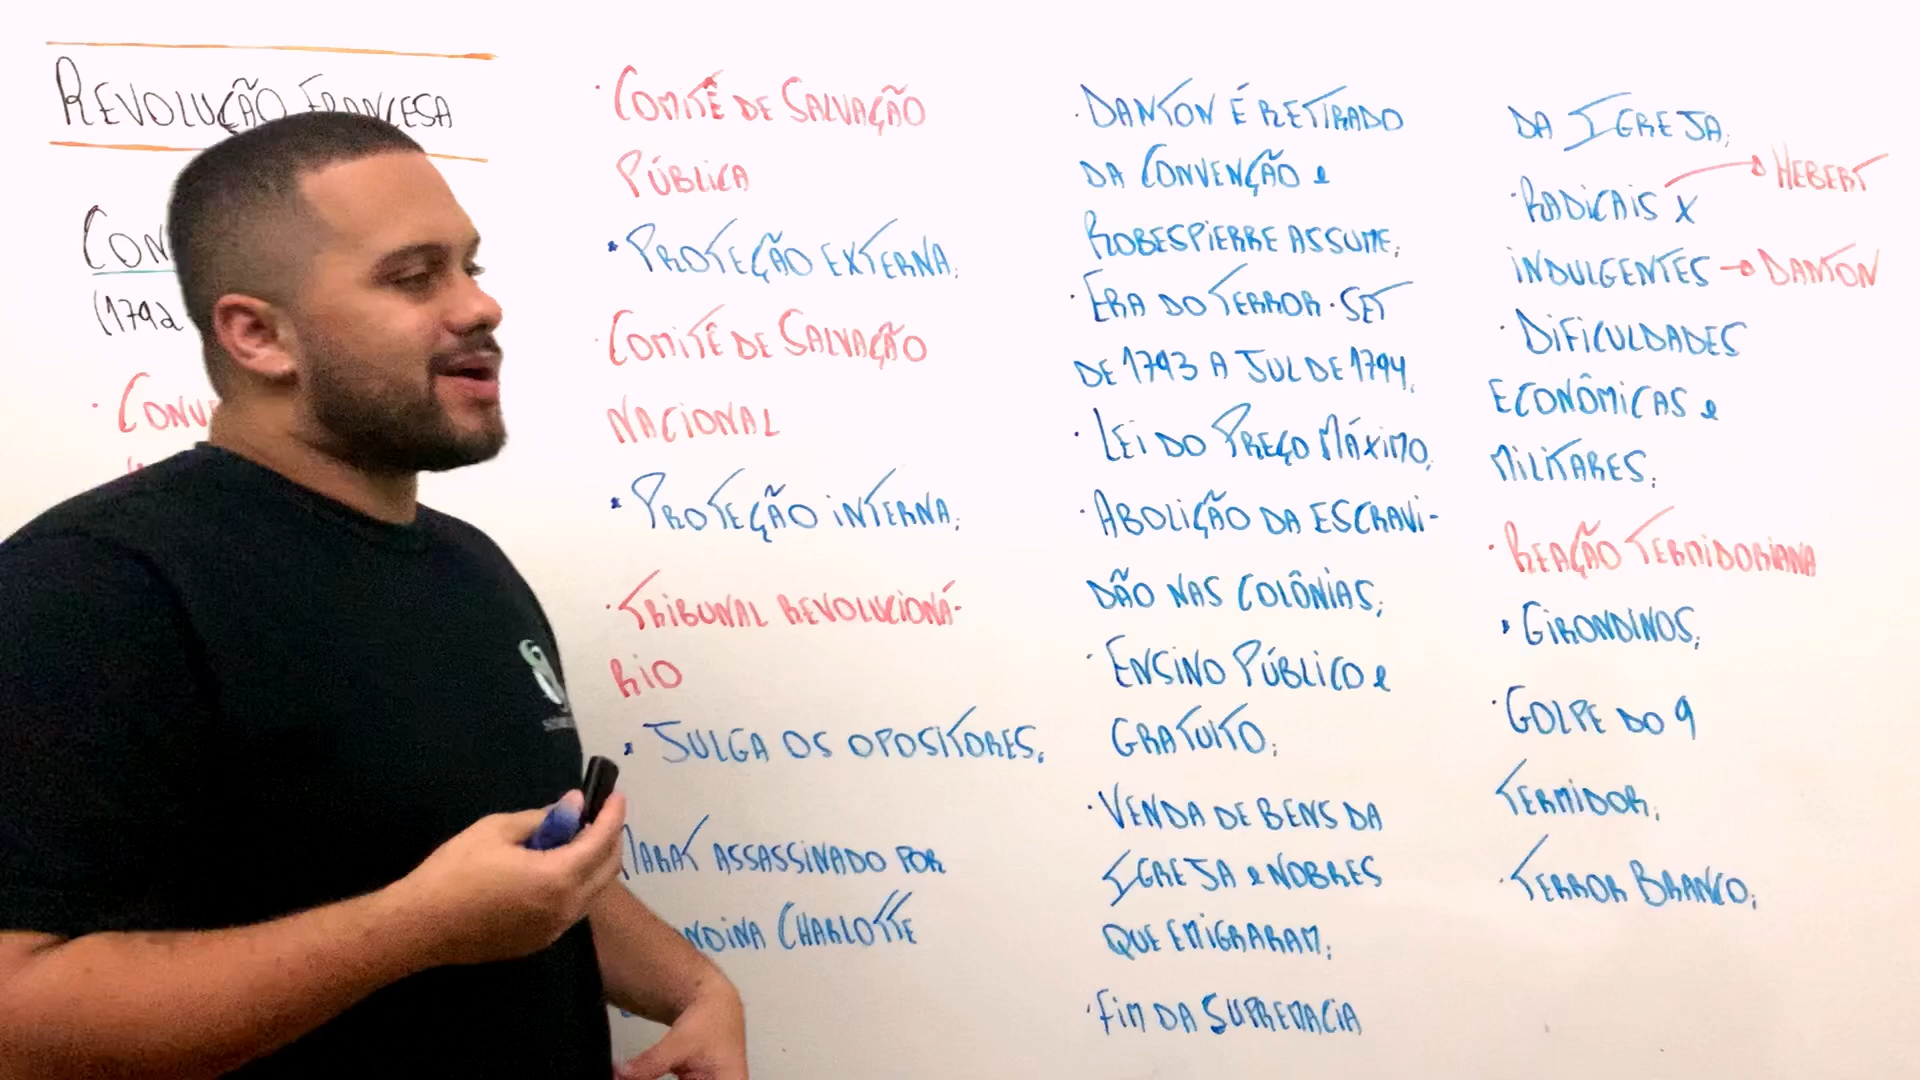 REVOLUÇÃO FRANCESA
CON
(1792
· CONV
· COMITÊ DE SALVAÇÃO
PÚBLICA
* PROTEÇÃO EXTERNA;
· COMITÊ DE SALVAÇÃO
NACIONAL
* PROTEÇÃO INTERNA;
· TRIBUNAL REVOLUCIONÁ-
RIO
* JULGA OS OPOSITORES;
MARAT ASSASSINADO POR
NDINA CHARLOTTE
· DANTON É RETIRADO
DA CONVENÇÃO e
ROBESPIERRE ASSUME;
· ERA DO TERROR · SET
DE 1793 A JUL DE 1794;
· LEI DO PREÇO MÁXIMO;
· ABOLIÇÃO DA ESCRAVI-
DÃO NAS COLÔNIAS;
· ENSINO PÚBLICO e
GRATUITO;
· VENDA DE BENS DA
IGREJA e NOBRES
QUE EMIGRARAM;
· FIM DA SUPREMACIA
DA IGREJA;
· RADICAIS X → HEBERT
INDULGENTES → DANTON
· DIFICULDADES
ECONÔMICAS e
MILITARES;
· REAÇÃO TERMIDORIANA
* GIRONDINOS;
· GOLPE DO 9
TERMIDOR;
· TERROR BRANCO;